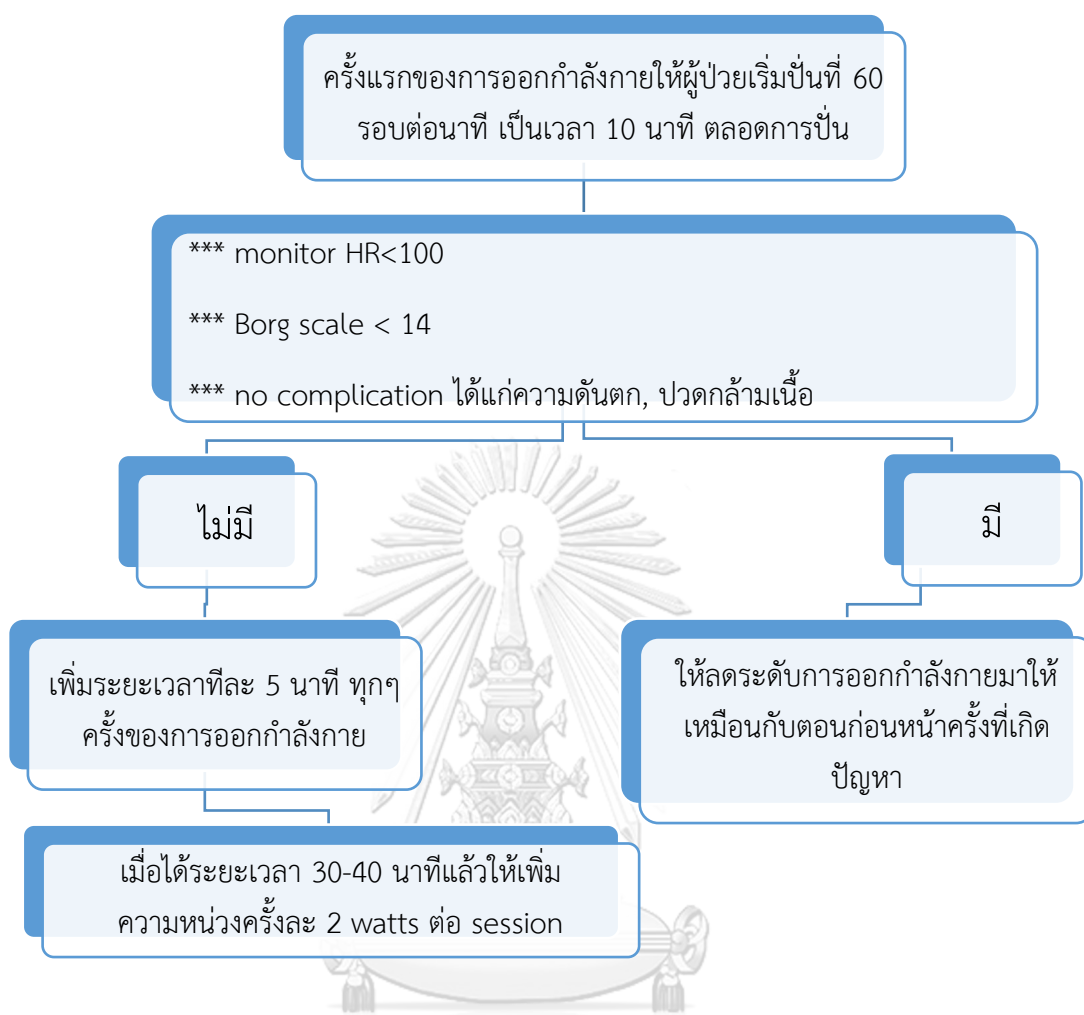 ครั้งแรกของการออกกำลังกายให้ผู้ป่วยเริ่มปั่นที่ 60
รอบต่อนาที เป็นเวลา 10 นาที ตลอดการปั่น
*** monitor HR<100
*** Borg scale < 14
*** no complication ได้แก่ความดันตก, ปวดกล้ามเนื้อ
ไม่มี
มี
เพิ่มระยะเวลาทีละ 5 นาที ทุกๆ
ครั้งของการออกกำลังกาย
ให้ลดระดับการออกกำลังกายมาให้
เหมือนกับตอนก่อนหน้าครั้งที่เกิด
ปัญหา
เมื่อได้ระยะเวลา 30-40 นาทีแล้วให้เพิ่ม
ความหน่วงครั้งละ 2 watts ต่อ session